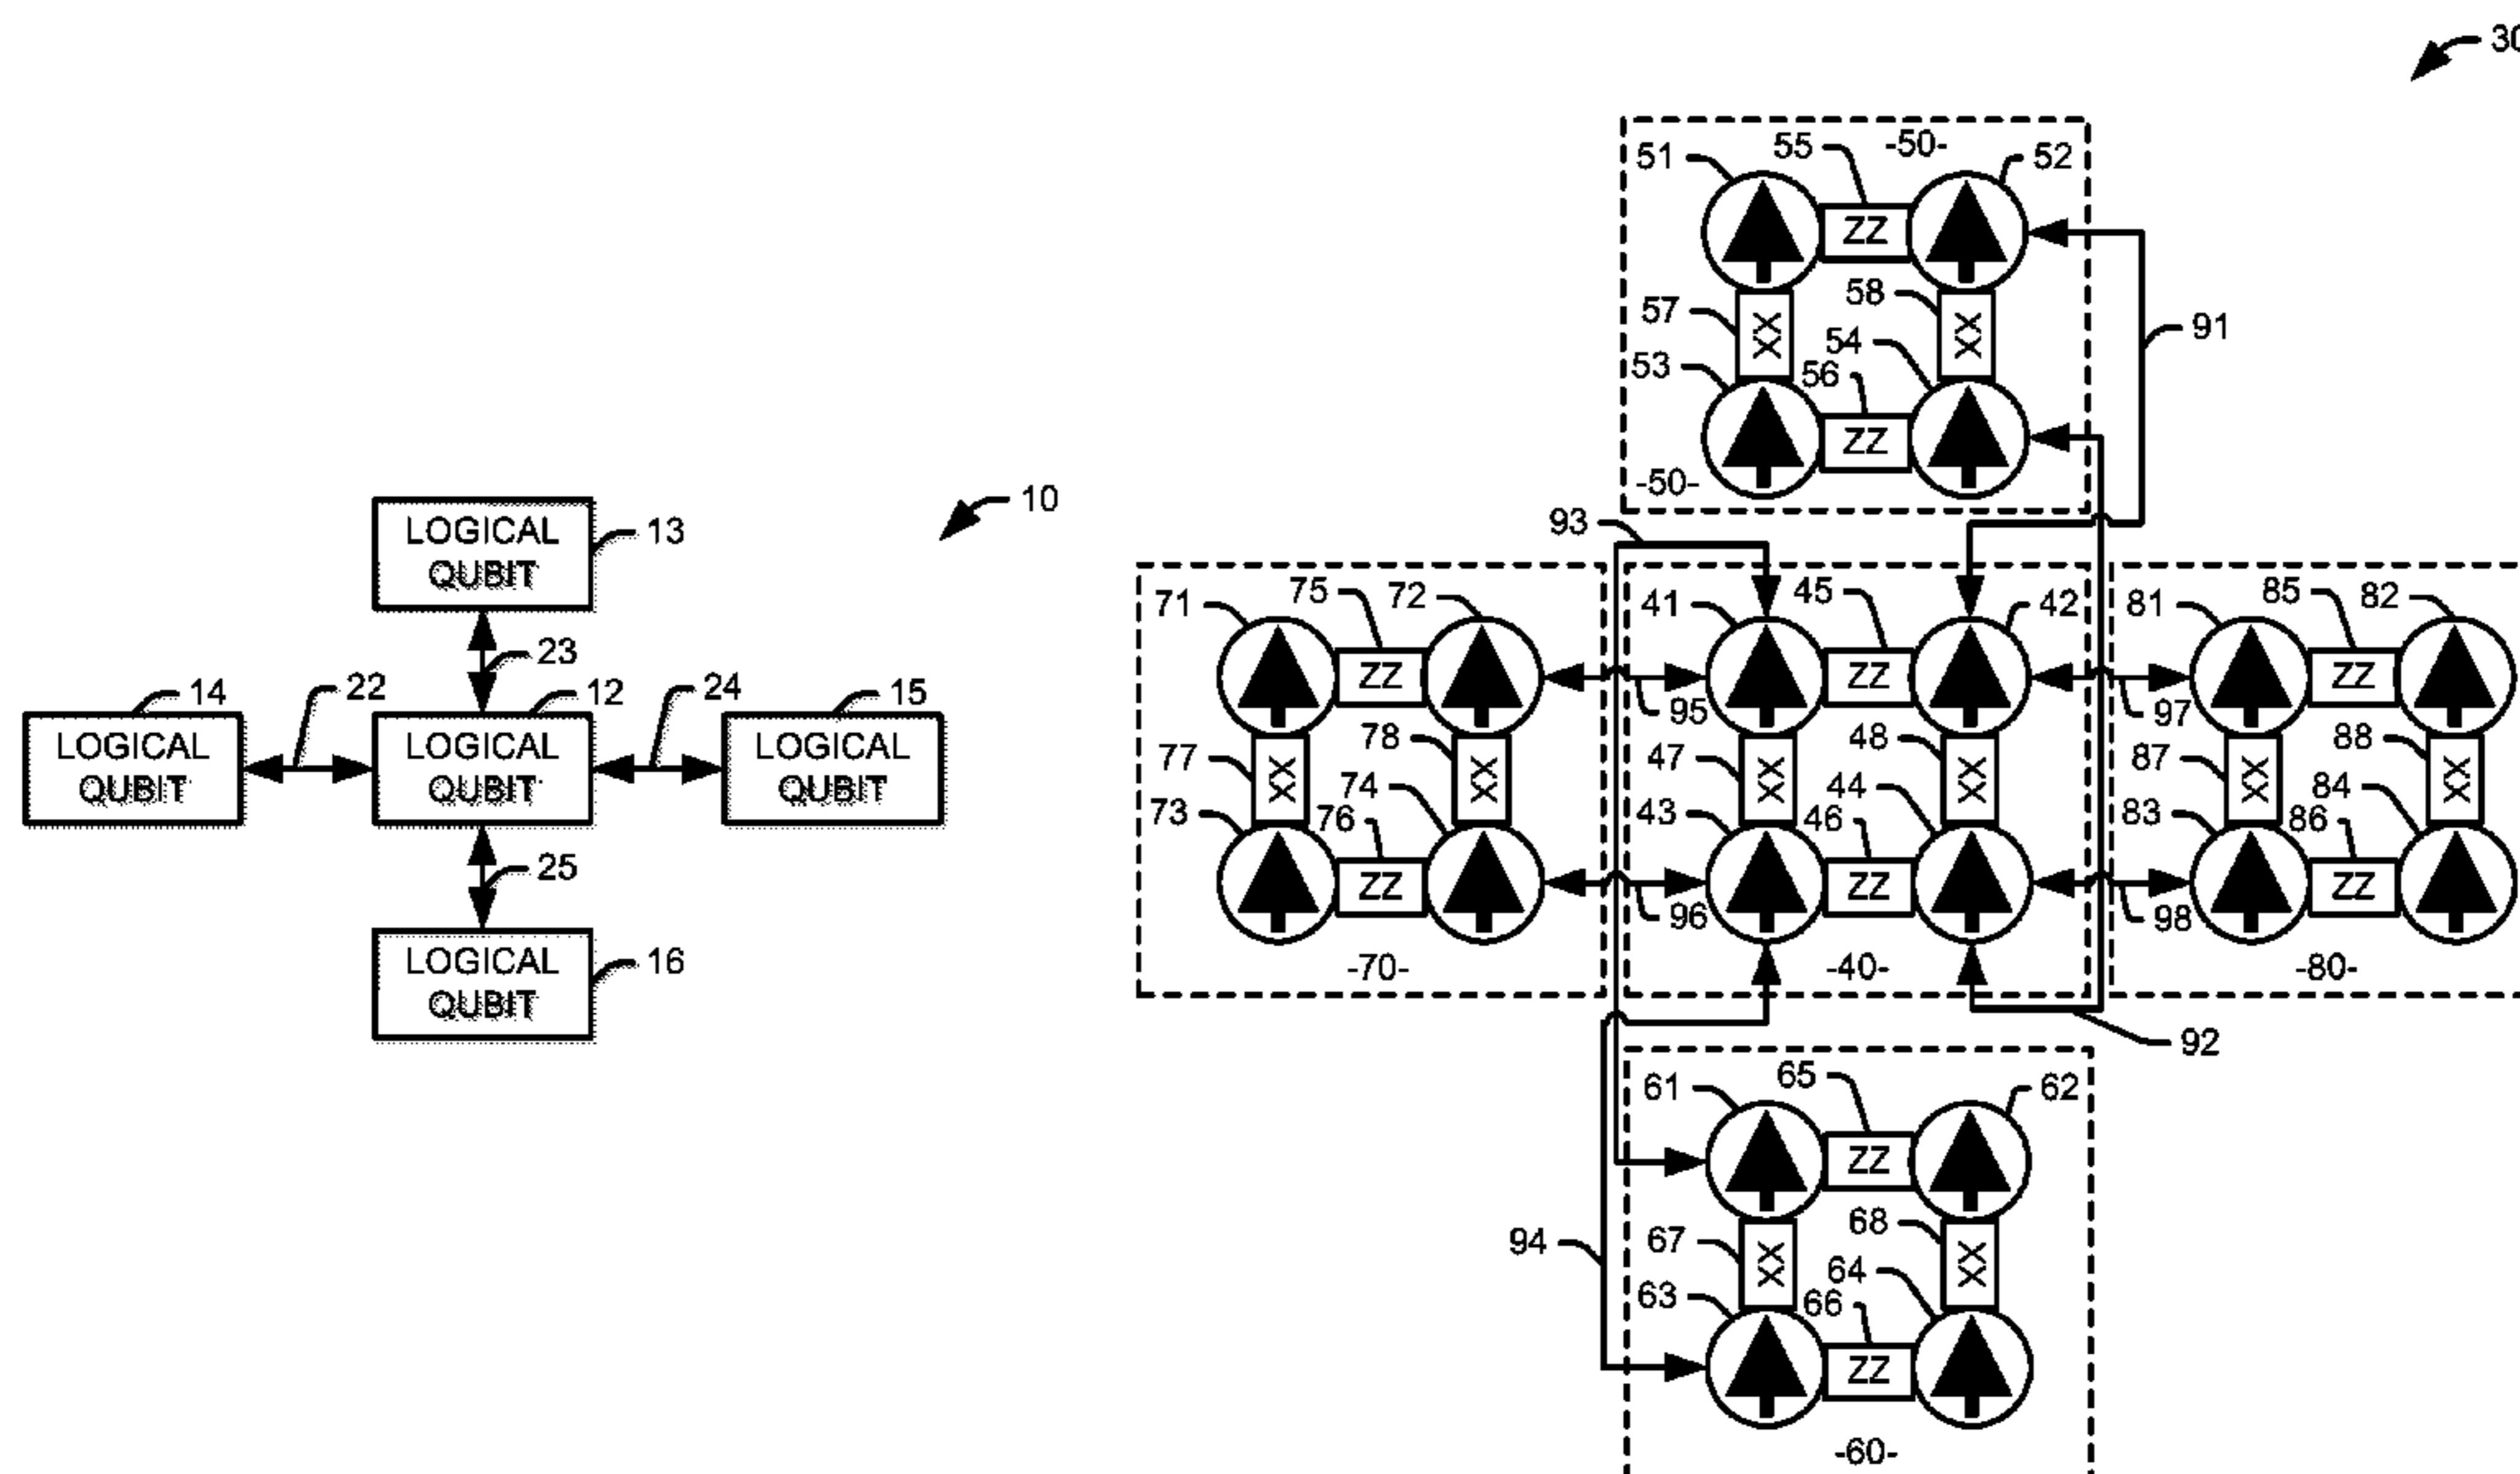 10
LOGICAL
QUBIT
13
23
14
22
12
24
15
LOGICAL
QUBIT
LOGICAL
QUBIT
LOGICAL
QUBIT
25
LOGICAL
QUBIT
16
30
51
55
-50-
52
ZZ
57
XX
58
XX
91
53
56
54
ZZ
-50-
93
71
75
72
41
45
42
81
85
82
ZZ
ZZ
ZZ
95
97
77
XX
78
XX
47
XX
48
XX
87
XX
88
XX
73
76
74
43
46
44
83
86
84
ZZ
ZZ
ZZ
96
98
-70-
-40-
-80-
92
61
65
62
ZZ
94
67
XX
68
XX
63
66
64
ZZ
-60-